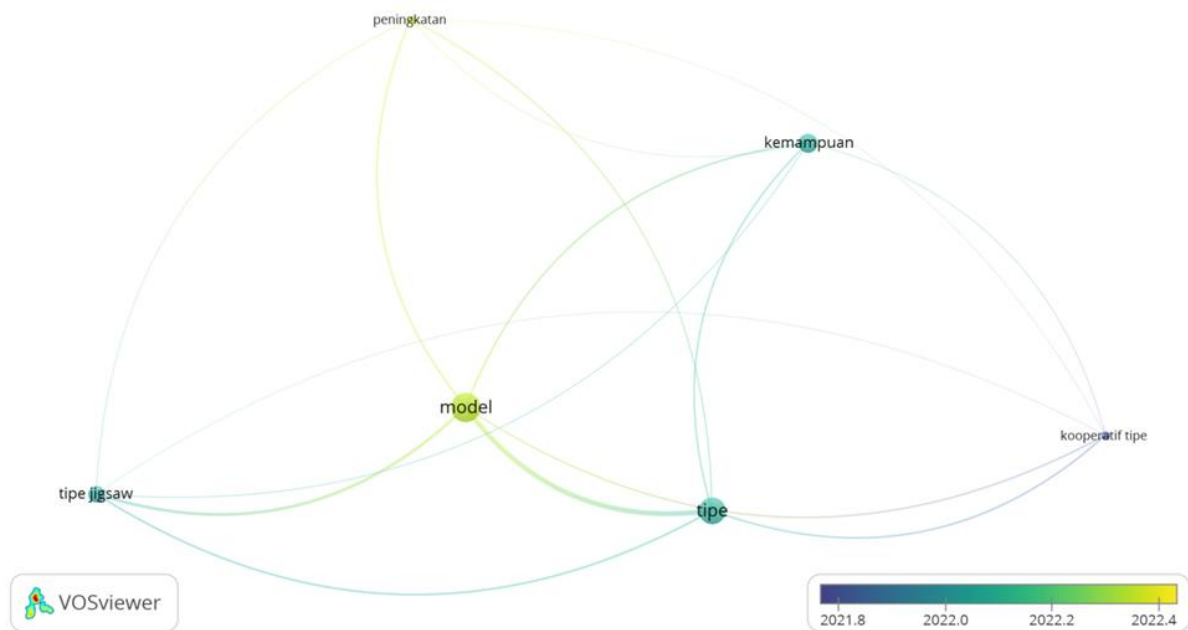 peningkatan
kemampuan
model
kooperatif tipe
tipe jigsaw
tipe
VOSviewer
2021.8 2022.0 2022.2 2022.4